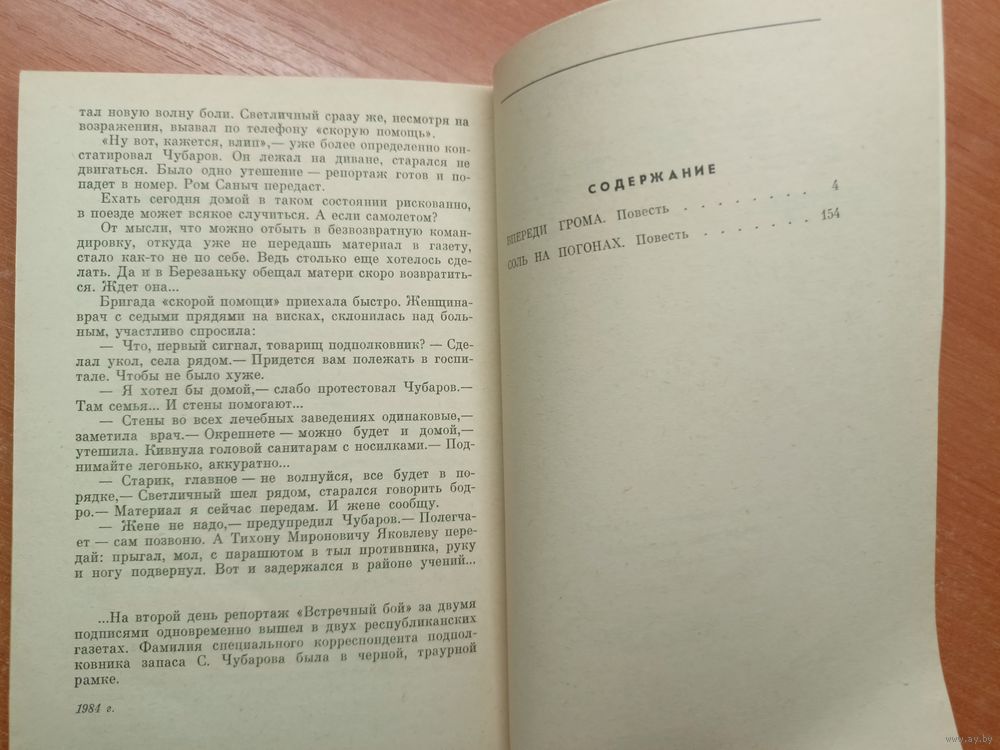 тал новую волну боли. Светличный сразу же, несмотря на
возражения, вызвал по телефону «скорую помощь».
«Ну вот, кажется, влип»,— уже более определенно кон-
статировал Чубаров. Он лежал на диване, старался не
двигаться. Было одно утешение — репортаж готов и по-
падет в номер. Ром Саныч передаст.
Ехать сегодня домой в таком состоянии рискованно,
в поезде может всякое случиться. А если самолетом?
От мысли, что можно отбыть в безвозвратную коман-
дировку, откуда уже не передашь материал в газету,
стало как-то не по себе. Ведь столько еще хотелось сде-
лать. Да и в Березаньку обещал матери скоро возвратить-
ся. Ждет она...
Бригада «скорой помощи» приехала быстро. Женщина-
врач с седыми прядями на висках, склонилась над боль-
ным, участливо спросила:
— Что, первый сигнал, товарищ подполковник? — Сде-
лал укол, села рядом.— Придется вам полежать в госпи-
тале. Чтобы не было хуже.
— Я хотел бы домой,— слабо протестовал Чубаров.—
Там семья... И стены помогают...
— Стены во всех лечебных заведениях одинаковые,—
заметила врач.— Окрепнете — можно будет и домой,—
утешила. Кивнула головой санитарам с носилками.— Под-
нимайте легонько, аккуратно...
— Старик, главное — не волнуйся, все будет в по-
рядке,— Светличный шел рядом, старался говорить бод-
ро.— Материал я сейчас передам. И жене сообщу.
— Жене не надо,— предупредил Чубаров.— Полегча-
ет — сам позвоню. А Тихону Мироновичу Яковлеву пере-
дай: прыгал, мол, с парашютом в тыл противника, руку
и ногу подвернул. Вот и задержался в районе учений...
...На второй день репортаж «Встречный бой» за двумя
подписями одновременно вышел в двух республиканских
газетах. Фамилия специального корреспондента подпол-
ковника запаса С. Чубарова была в черной, траурной
рамке.
1984 г.
СОДЕРЖАНИЕ
ВПЕРЕДИ ГРОМА. Повесть . . . . . . . . 4
СОЛЬ НА ПОГОНАХ. Повесть . . . . . . . 154
www.ay.by